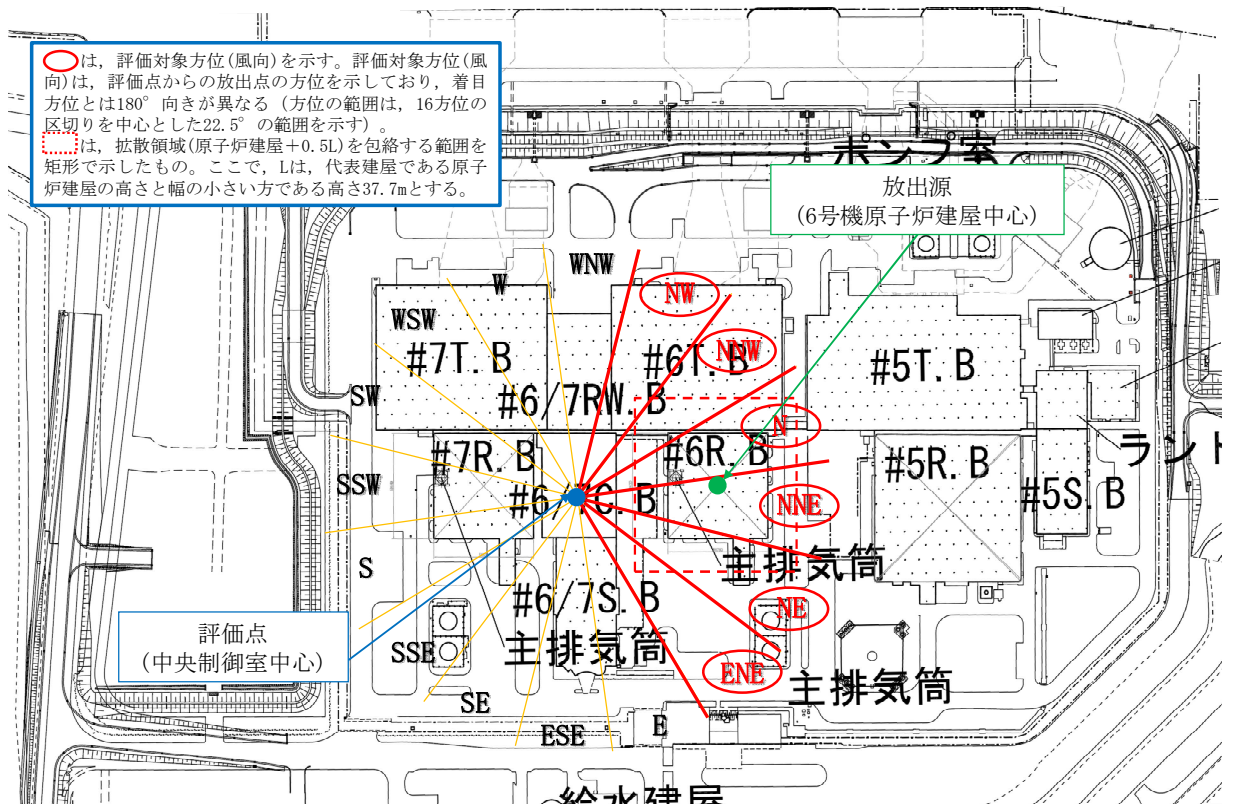 は，評価対象方位(風向)を示す。評価対象方位(風
向)は，評価点からの放出点の方位を示しており，着目
方位とは180°向きが異なる（方位の範囲は，16方位の
区切りを中心とした22.5°の範囲を示す）。
は，拡散領域(原子炉建屋＋0.5L)を包絡する範囲を
矩形で示したもの。ここで，Lは，代表建屋である原子
炉建屋の高さと幅の小さい方である高さ37.7mとする。
ポンプ室
放出源
(6号機原子炉建屋中心)
WNW
W
NW
WSW
NNW
#7T.B
#6T.B
#5T.B
#6/7RW.B
SW
N
#7R.B
#6R.B
#5R.B
ラント
SSW
#6/7C.B
NNE
#5S.B
S
主排気筒
#6/7S.B
NE
評価点
(中央制御室中心)
SSE
主排気筒
ENE
主排気筒
SE
ESE
E
給水建屋